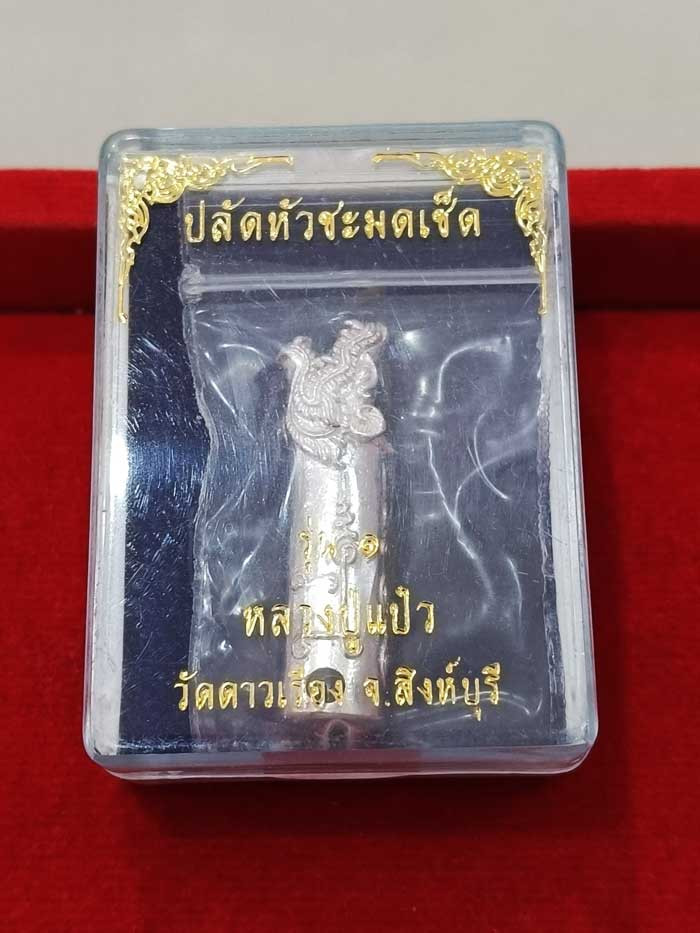 ปลัดหัวชะมดเช็ด
รุ่น ๑
หลวงปู่แป๋ว
วัดดาวเรือง จ.สิงห์บุรี